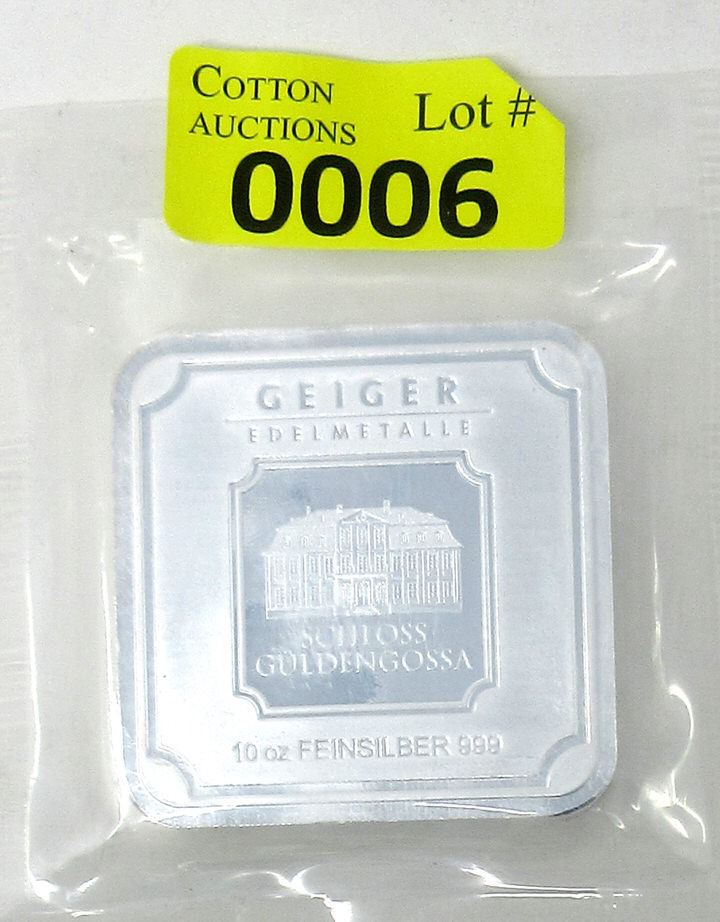 COTTON
AUCTIONS
Lot #
0006
GEIGER
EDELMETALLE
SCHLOSS
GÜLDENGOSSA
10 oz FEINSILBER 999